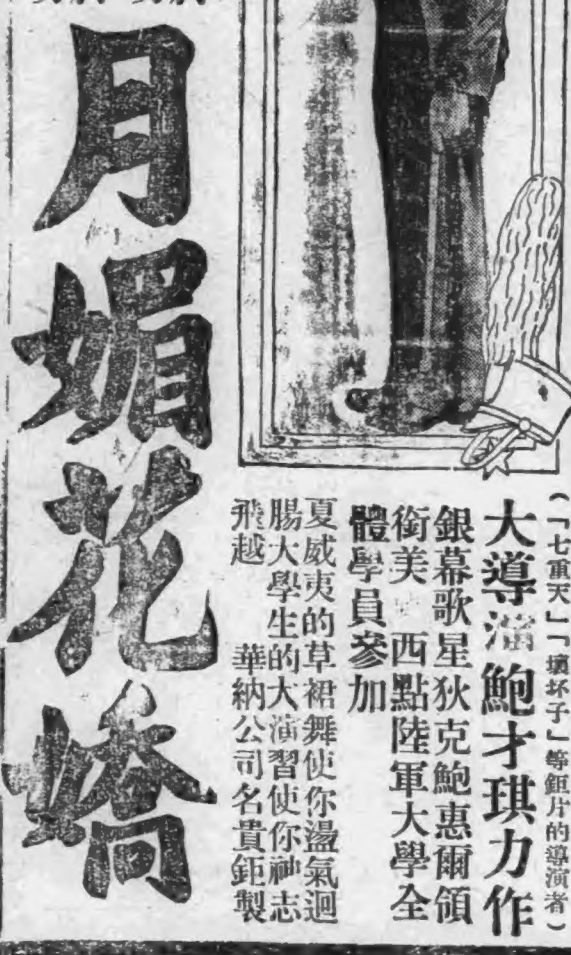 (「七重天」「壞坏子」等鉅片的導演者)
大導演鮑才琪力作
銀幕歌星狄克鮑惠爾領
銜美 西點陸軍大學全
體學員參加
夏威夷的草裙舞使你盪氣迴
腸大學生的大演習使你神志
飛越 華納公司名貴鉅製
月媚花嬌